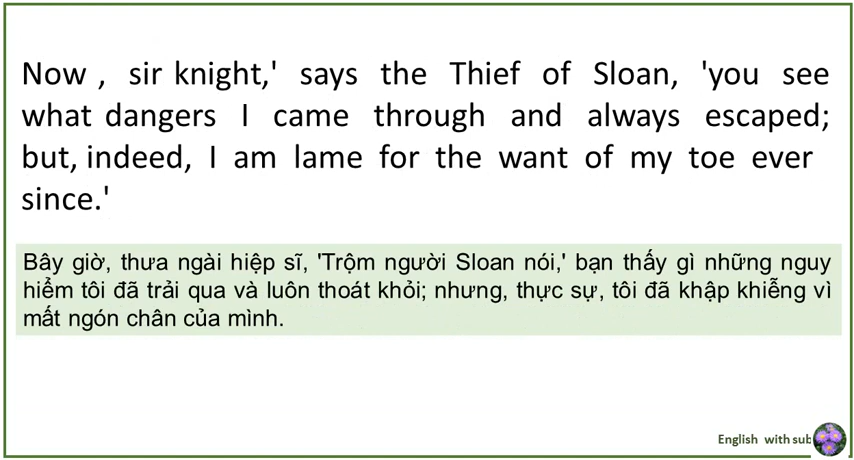 Now , sir knight,' says the Thief of Sloan, 'you see
what dangers I came through and always escaped;
but, indeed, I am lame for the want of my toe ever
since.'
Bây giờ, thưa ngài hiệp sĩ, 'Trộm người Sloan nói,' bạn thấy gì những nguy
hiểm tôi đã trải qua và luôn thoát khỏi; nhưng, thực sự, tôi đã khập khiễng vì
mất ngón chân của mình.
English with sub